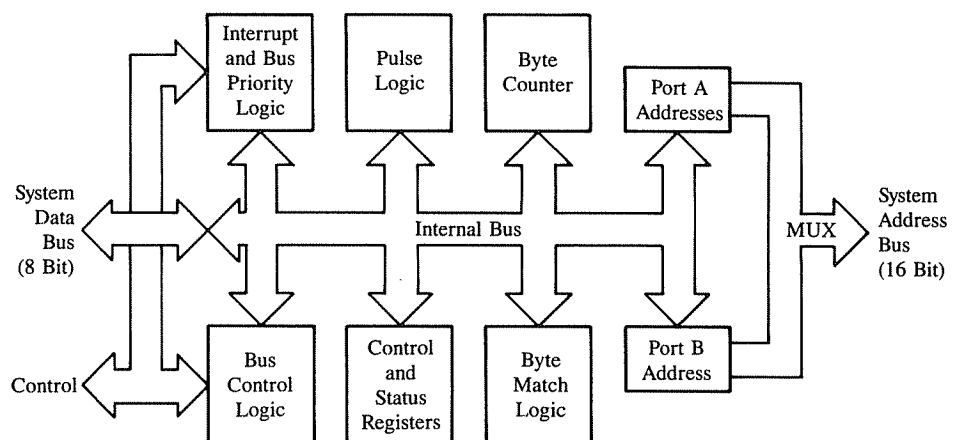 Interrupt
and Bus
Priority
Logic
Pulse
Logic
Byte
Counter
Port A
Addresses
System
Data
Bus
(8 Bit)
Internal Bus
MUX
System
Address
Bus
(16 Bit)
Control
Bus
Control
Logic
Control
and
Status
Registers
Byte
Match
Logic
Port B
Address